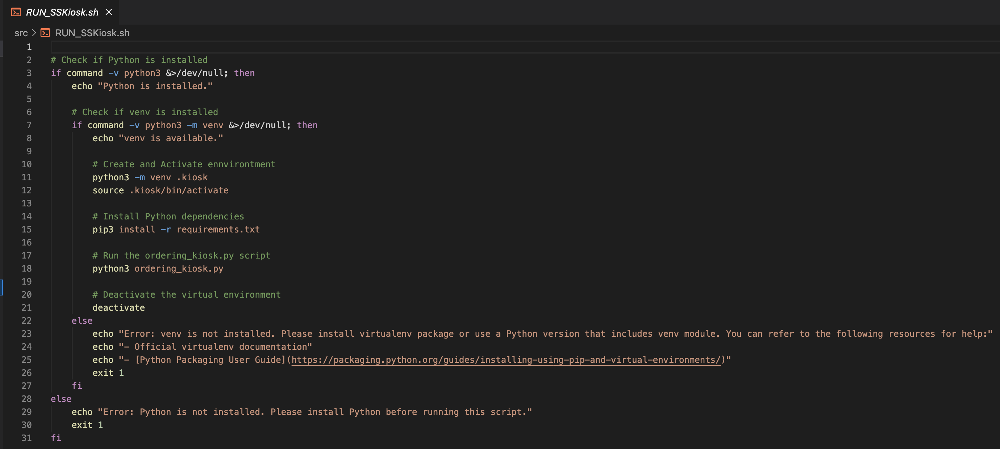 RUN_SSKiosk.sh ×
src > RUN_SSKiosk.sh
1
2 # Check if Python is installed
3 if command -v python3 &>/dev/null; then
4     echo "Python is installed."
5
6     # Check if venv is installed
7     if command -v python3 -m venv &>/dev/null; then
8         echo "venv is available."
9
10         # Create and Activate ennvirontment
11         python3 -m venv .kiosk
12         source .kiosk/bin/activate
13
14         # Install Python dependencies
15         pip3 install -r requirements.txt
16
17         # Run the ordering_kiosk.py script
18         python3 ordering_kiosk.py
19
20         # Deactivate the virtual environment
21         deactivate
22     else
23         echo "Error: venv is not installed. Please install virtualenv package or use a Python version that includes venv module. You can refer to the following resources for help:"
24         echo "- Official virtualenv documentation"
25         echo "- [Python Packaging User Guide](https://packaging.python.org/guides/installing-using-pip-and-virtual-environments/)"
26         exit 1
27     fi
28 else
29     echo "Error: Python is not installed. Please install Python before running this script."
30     exit 1
31 fi